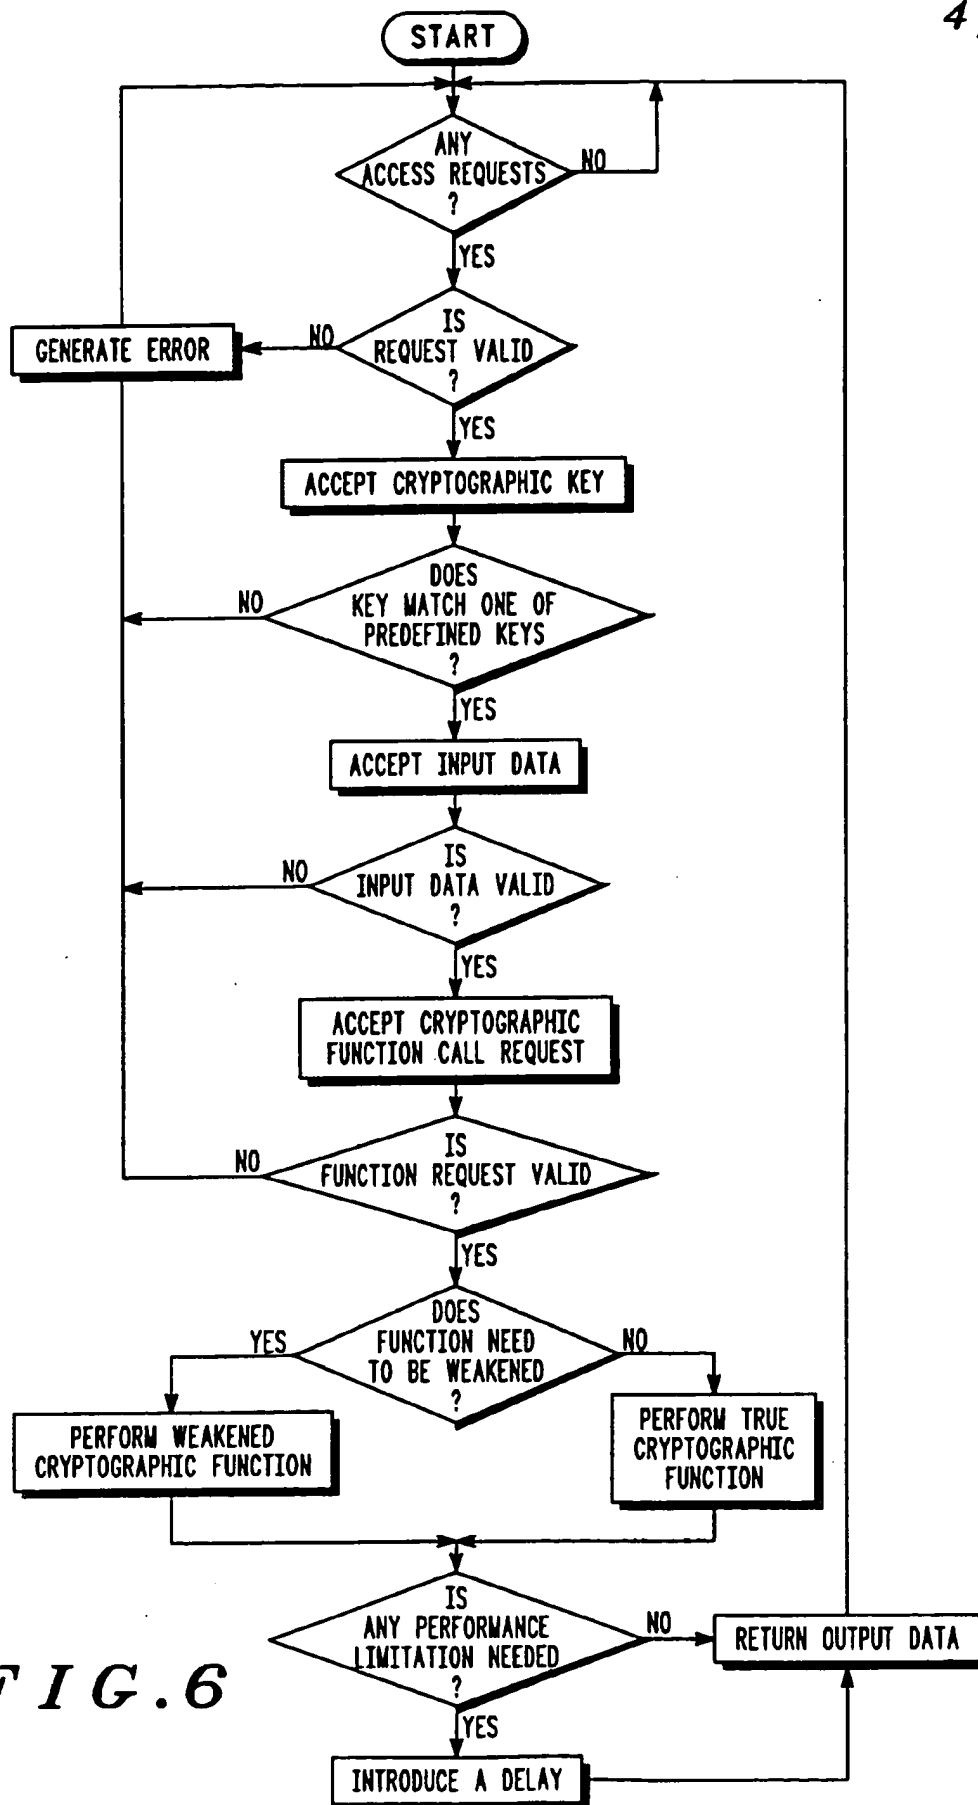 4,
START
ANY
ACCESS REQUESTS
?
NO
YES
IS
REQUEST VALID
?
NO
GENERATE ERROR
YES
ACCEPT CRYPTOGRAPHIC KEY
DOES
KEY MATCH ONE OF
PREDEFINED KEYS
?
NO
YES
ACCEPT INPUT DATA
IS
INPUT DATA VALID
?
NO
YES
ACCEPT CRYPTOGRAPHIC
FUNCTION CALL REQUEST
IS
FUNCTION REQUEST VALID
?
NO
YES
DOES
FUNCTION NEED
TO BE WEAKENED
?
YES
NO
PERFORM WEAKENED
CRYPTOGRAPHIC FUNCTION
PERFORM TRUE
CRYPTOGRAPHIC
FUNCTION
IS
ANY PERFORMANCE
LIMITATION NEEDED
?
NO
RETURN OUTPUT DATA
YES
INTRODUCE A DELAY
FIG.6